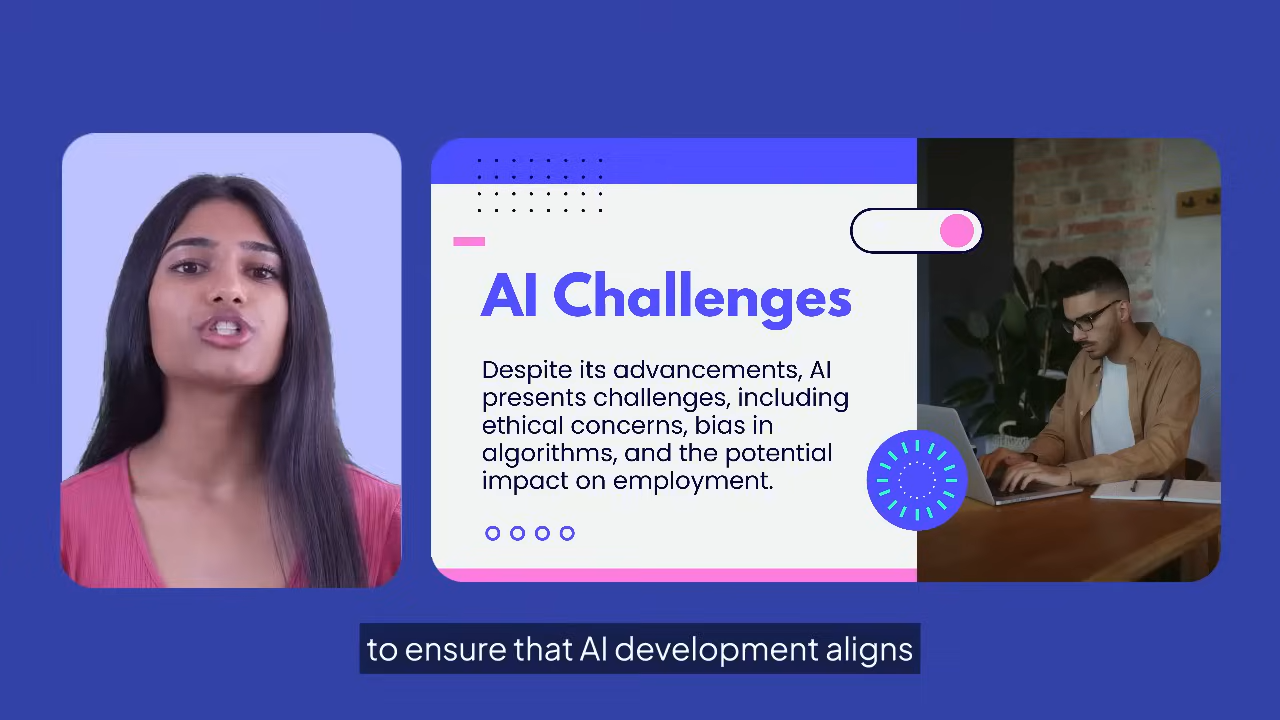 AI Challenges
Despite its advancements, AI
presents challenges, including
ethical concerns, bias in
algorithms, and the potential
impact on employment.
to ensure that AI development aligns